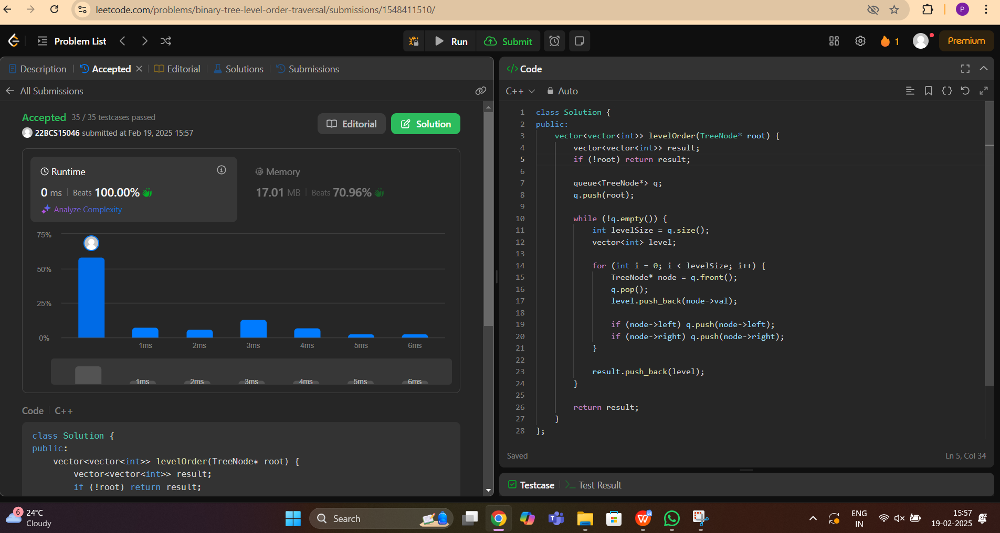 leetcode.com/problems/binary-tree-level-order-traversal/submissions/1548411510/
P
Problem List
Run
Submit
1
Premium
Description
Accepted
Editorial
Solutions
Submissions
All Submissions
Accepted 35 / 35 testcases passed
22BCS15046 submitted at Feb 19, 2025 15:57
Editorial
Solution
Runtime
0 ms Beats 100.00%
Analyze Complexity
Memory
17.01 MB Beats 70.96%
75%
50%
25%
0%
1ms 2ms 3ms 4ms 5ms 6ms
1ms 2ms 3ms 4ms 5ms 6ms
Code C++
class Solution {
public:
    vector<vector<int>> levelOrder(TreeNode* root) {
        vector<vector<int>> result;
        if (!root) return result;
</> Code
C++ Auto
1 class Solution {
2 public:
3     vector<vector<int>> levelOrder(TreeNode* root) {
4         vector<vector<int>> result;
5         if (!root) return result;
6
7         queue<TreeNode*> q;
8         q.push(root);
9
10         while (!q.empty()) {
11             int levelSize = q.size();
12             vector<int> level;
13
14             for (int i = 0; i < levelSize; i++) {
15                 TreeNode* node = q.front();
16                 q.pop();
17                 level.push_back(node->val);
18
19                 if (node->left) q.push(node->left);
20                 if (node->right) q.push(node->right);
21             }
22
23             result.push_back(level);
24         }
25
26         return result;
27     }
28 };
Saved
Ln 5, Col 34
Testcase
Test Result
6
24°C
Cloudy
Search
ENG
IN
15:57
19-02-2025